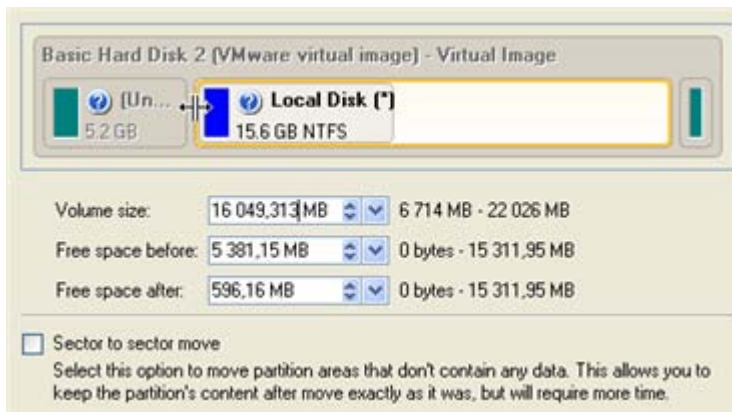 Basic Hard Disk 2 (VMware virtual image) - Virtual Image
(Un... Local Disk (*)
5.2 GB 15.6 GB NTFS
Volume size: 16 049,313 MB 6 714 MB - 22 026 MB
Free space before: 5 381,15 MB 0 bytes - 15 311,95 MB
Free space after: 596,16 MB 0 bytes - 15 311,95 MB
Sector to sector move
Select this option to move partition areas that don't contain any data. This allows you to
keep the partition's content after move exactly as it was, but will require more time.